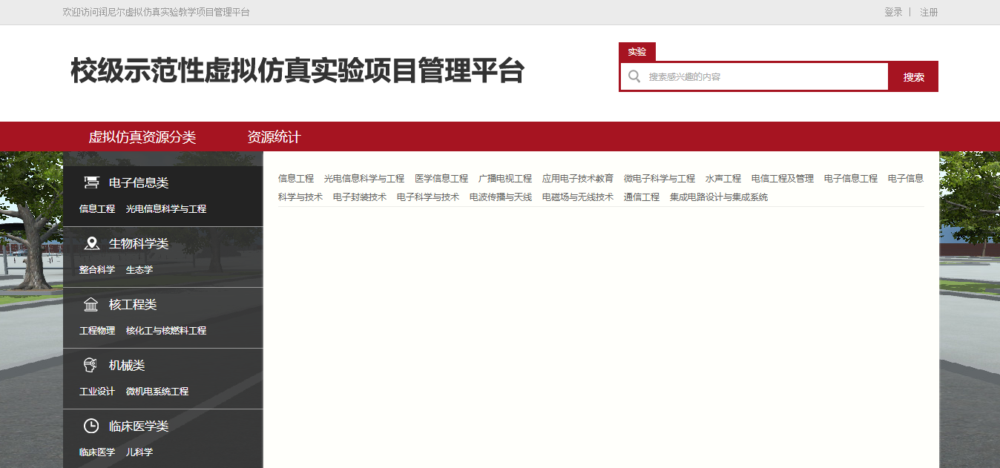 欢迎访问润尼尔虚拟仿真实验教学项目管理平台
登录 | 注册
校级示范性虚拟仿真实验项目管理平台
实验
搜索感兴趣的内容
搜索
虚拟仿真资源分类 资源统计
电子信息类
信息工程 光电信息科学与工程
生物科学类
整合科学 生态学
核工程类
工程物理 核化工与核燃料工程
机械类
工业设计 微机电系统工程
临床医学类
临床医学 儿科学
信息工程 光电信息科学与工程 医学信息工程 广播电视工程 应用电子技术教育 微电子科学与工程 水声工程 电信工程及管理 电子信息工程 电子信息
科学与技术 电子封装技术 电子科学与技术 电波传播与天线 电磁场与无线技术 通信工程 集成电路设计与集成系统